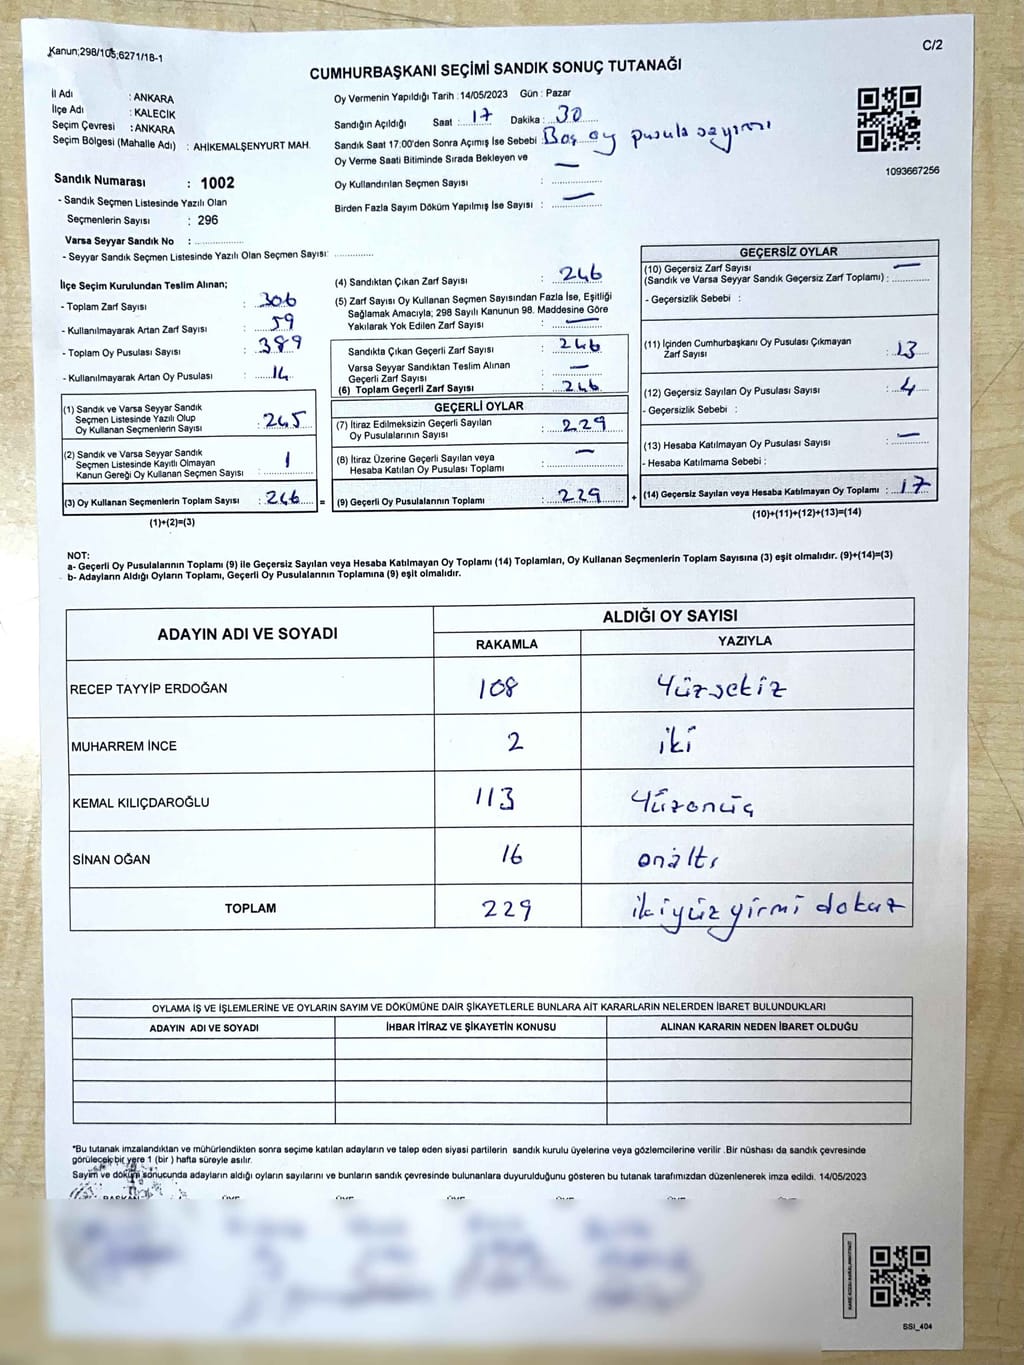 Kanun;298/105;6271/18-1
C/2
CUMHURBAŞKANI SEÇİMİ SANDIK SONUÇ TUTANAĞI
İl Adı : ANKARA
İlçe Adı : KALECİK
Seçim Çevresi : ANKARA
Seçim Bölgesi (Mahalle Adı) : AHİKEMALŞENYURT MAH.
Oy Vermenin Yapıldığı Tarih : 14/05/2023 Gün : Pazar
Sandığın Açıldığı Saat : 17 Dakika : 30
Sandık Saat 17.00'den Sonra Açımış İse Sebebi : Boş oy pusula sayımı
Oy Verme Saati Bitiminde Sırada Bekleyen ve
Oy Kullandırılan Seçmen Sayısı : —
Birden Fazla Sayım Döküm Yapılmış İse Sayısı : —
1093667256
Sandık Numarası : 1002
- Sandık Seçmen Listesinde Yazılı Olan
Seçmenlerin Sayısı : 296
Varsa Seyyar Sandık No :
- Seyyar Sandık Seçmen Listesinde Yazılı Olan Seçmen Sayısı:
İlçe Seçim Kurulundan Teslim Alınan;
- Toplam Zarf Sayısı : 306
- Kullanılmayarak Artan Zarf Sayısı : 59
- Toplam Oy Pusulası Sayısı : 389
- Kullanılmayarak Artan Oy Pusulası : 14
(1) Sandık ve Varsa Seyyar Sandık
Seçmen Listesinde Yazılı Olup
Oy Kullanan Seçmenlerin Sayısı : 245
(2) Sandık ve Varsa Seyyar Sandık
Seçmen Listesinde Kayıtlı Olmayan
Kanun Gereği Oy Kullanan Seçmen Sayısı : 1
(3) Oy Kullanan Seçmenlerin Toplam Sayısı : 246 =
(1)+(2)=(3)
(4) Sandıktan Çıkan Zarf Sayısı : 246
(5) Zarf Sayısı Oy Kullanan Seçmen Sayısından Fazla İse, Eşitliği
Sağlamak Amacıyla; 298 Sayılı Kanunun 98. Maddesine Göre
Yakılarak Yok Edilen Zarf Sayısı : —
Sandıkta Çıkan Geçerli Zarf Sayısı : 246
Varsa Seyyar Sandıktan Teslim Alınan
Geçerli Zarf Sayısı : —
(6) Toplam Geçerli Zarf Sayısı : 246
GEÇERLİ OYLAR
(7) İtiraz Edilmeksizin Geçerli Sayılan
Oy Pusulalarının Sayısı : 229
(8) İtiraz Üzerine Geçerli Sayılan veya
Hesaba Katılan Oy Pusulası Toplamı : —
(9) Geçerli Oy Pusulalarının Toplamı : 229 +
GEÇERSİZ OYLAR
(10) Geçersiz Zarf Sayısı
(Sandık ve Varsa Seyyar Sandık Geçersiz Zarf Toplamı) : —
- Geçersizlik Sebebi :
(11) İçinden Cumhurbaşkanı Oy Pusulası Çıkmayan
Zarf Sayısı : 13
(12) Geçersiz Sayılan Oy Pusulası Sayısı : 4
- Geçersizlik Sebebi :
(13) Hesaba Katılmayan Oy Pusulası Sayısı : —
- Hesaba Katılmama Sebebi :
(14) Geçersiz Sayılan veya Hesaba Katılmayan Oy Toplamı : 17
(10)+(11)+(12)+(13)=(14)
NOT:
a- Geçerli Oy Pusulalarının Toplamı (9) ile Geçersiz Sayılan veya Hesaba Katılmayan Oy Toplamı (14) Toplamları, Oy Kullanan Seçmenlerin Toplam Sayısına (3) eşit olmalıdır. (9)+(14)=(3)
b- Adayların Aldığı Oyların Toplamı, Geçerli Oy Pusulalarının Toplamına (9) eşit olmalıdır.
ADAYIN ADI VE SOYADI ALDIĞI OY SAYISI
RAKAMLA YAZIYLA
RECEP TAYYİP ERDOĞAN 108 Yüzsekiz
MUHARREM İNCE 2 iki
KEMAL KILIÇDAROĞLU 113 Yüzonüç
SİNAN OĞAN 16 onaltı
TOPLAM 229 ikiyüz yirmi dokuz
OYLAMA İŞ VE İŞLEMLERİNE VE OYLARIN SAYIM VE DÖKÜMÜNE DAİR ŞİKAYETLERLE BUNLARA AİT KARARLARIN NELERDEN İBARET BULUNDUKLARI
ADAYIN ADI VE SOYADI İHBAR İTİRAZ VE ŞİKAYETİN KONUSU ALINAN KARARIN NEDEN İBARET OLDUĞU
*Bu tutanak imzalandıktan ve mühürlendikten sonra seçime katılan adayların ve talep eden siyasi partilerin sandık kurulu üyelerine veya gözlemcilerine verilir .Bir nüshası da sandık çevresinde
görülecek bir yere 1 (bir ) hafta süreyle asılır.
Sayım ve döküm sonucunda adayların aldığı oyların sayılarını ve bunların sandık çevresinde bulunanlara duyurulduğunu gösteren bu tutanak tarafımızdan düzenlenerek imza edildi. 14/05/2023
SSI_404